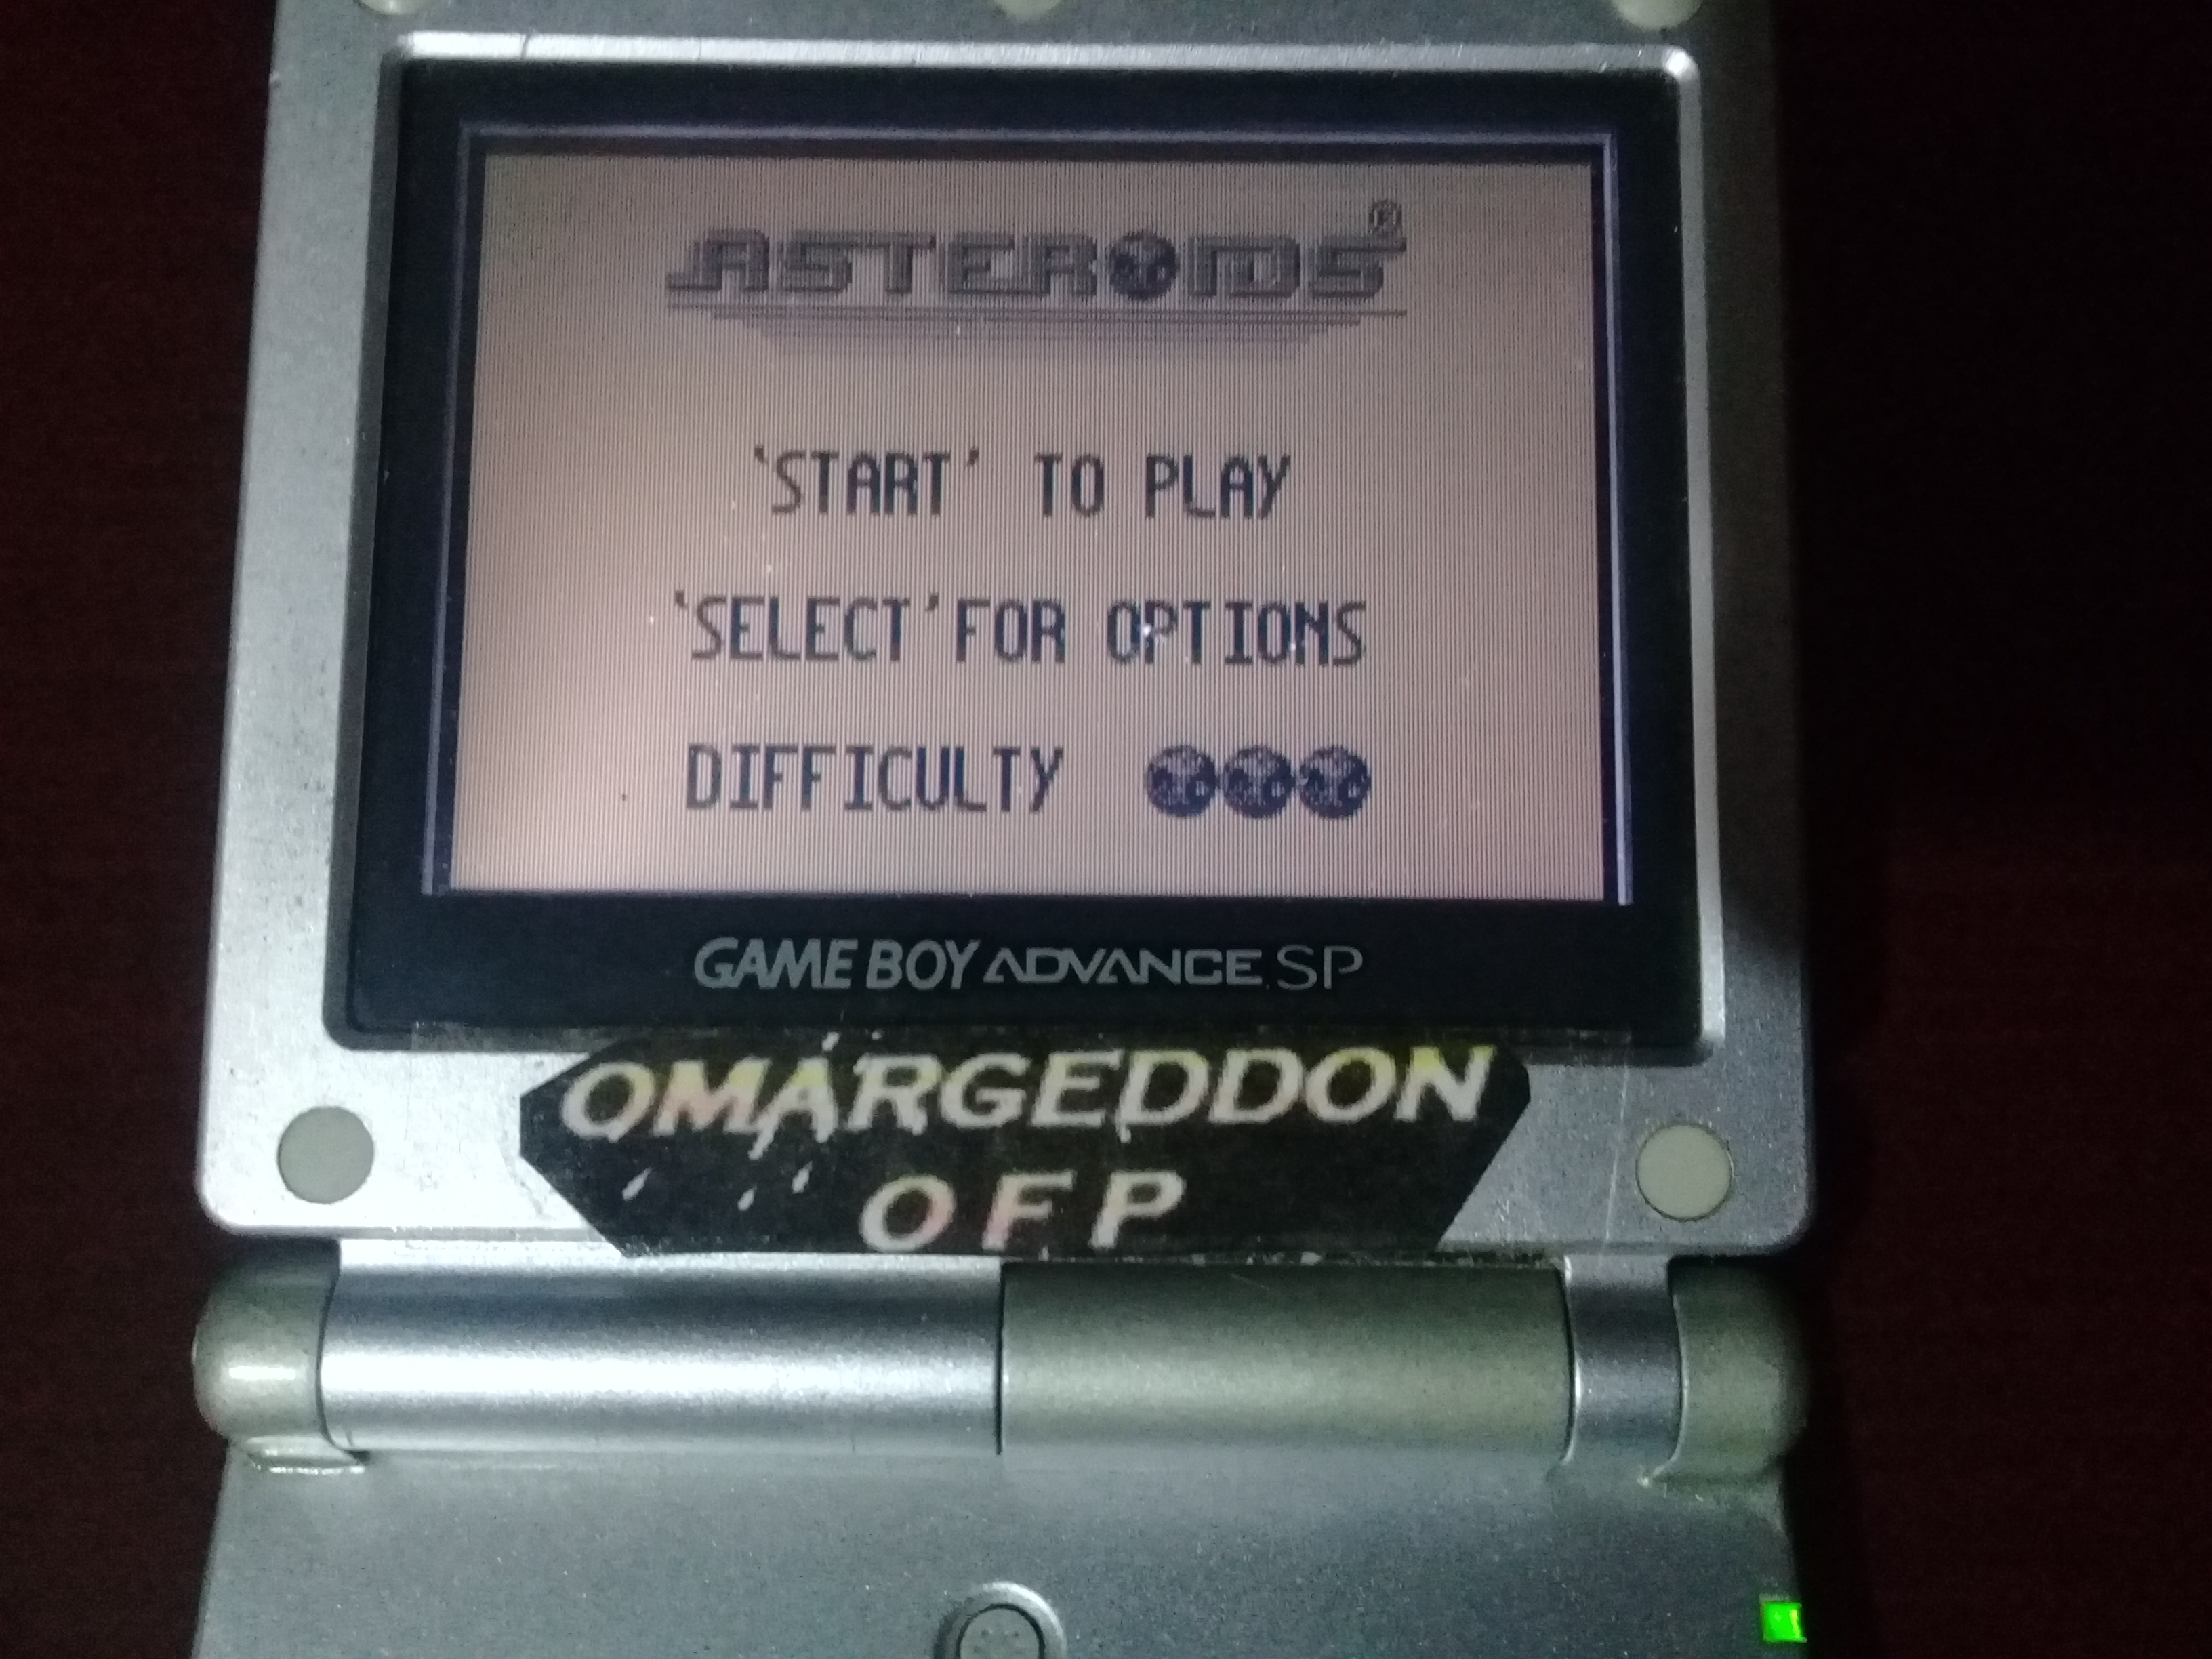 ASTEROIDS®
'START' TO PLAY
'SELECT' FOR OPTIONS
DIFFICULTY
GAME BOY ADVANCE SP
OMARGEDDON
OFP